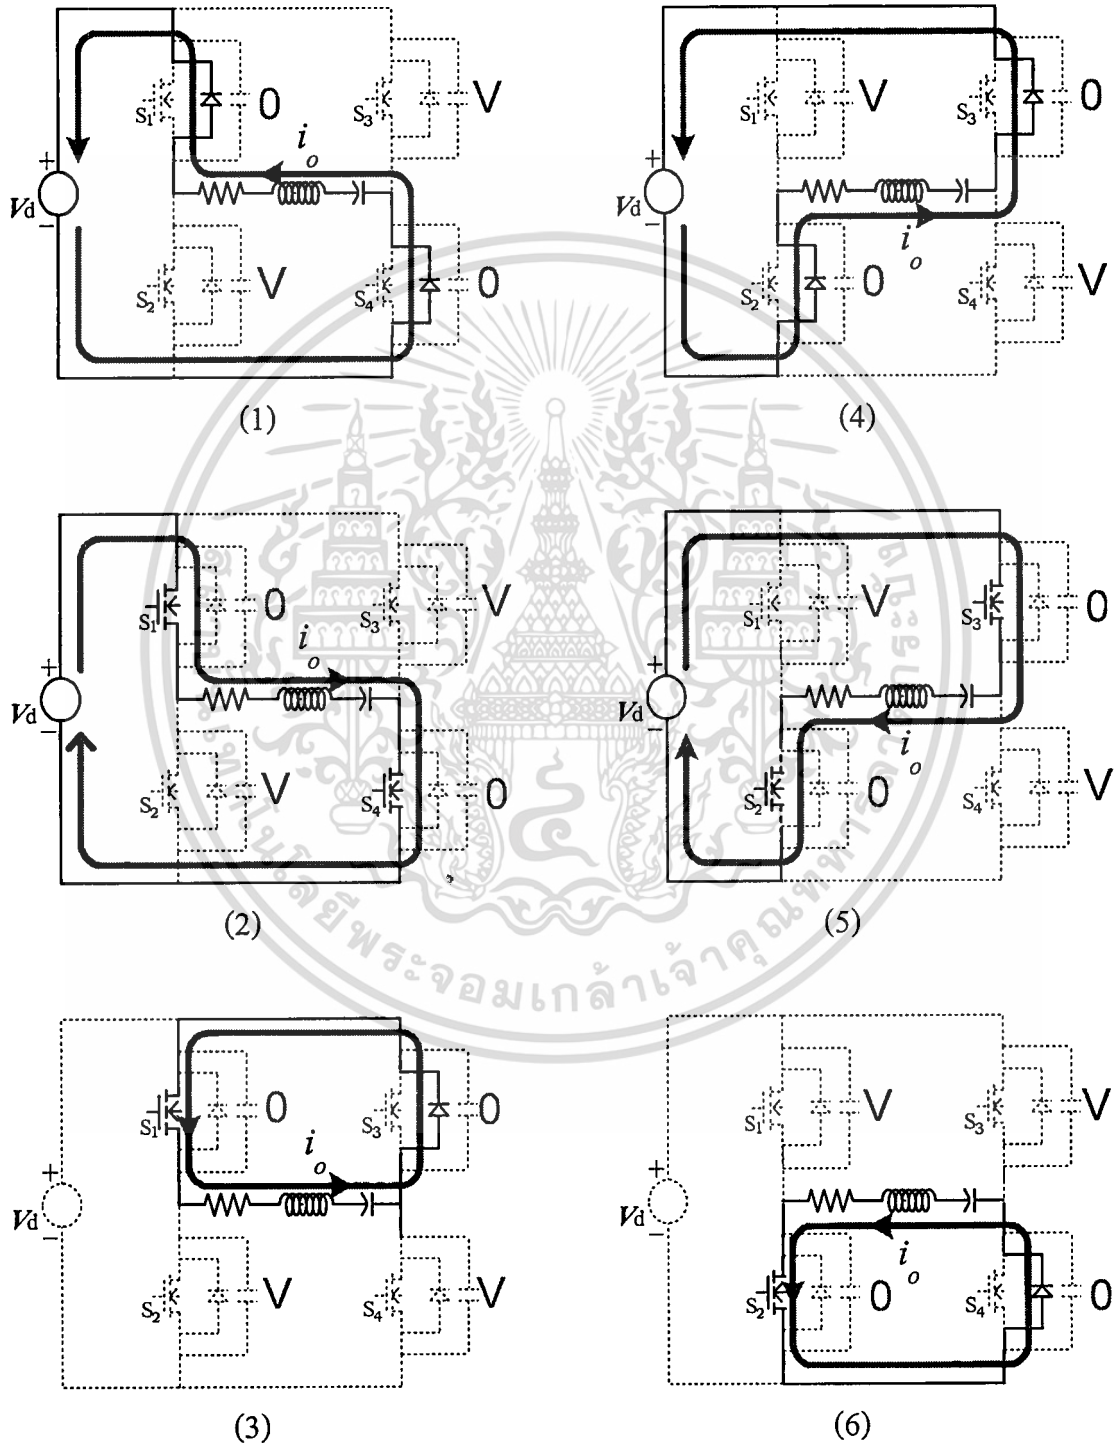 S1
0
S3
V
io
+
Vd
−
S2
V
S4
0
(1)
S1
V
S3
0
+
Vd
−
io
S2
0
S4
V
(4)
S1
0
S3
V
io
+
Vd
−
S2
V
S4
0
(2)
S1
V
S3
0
+
Vd
−
io
S2
0
S4
V
(5)
S1
0
S3
0
io
+
Vd
−
S2
V
S4
V
(3)
S1
V
S3
V
+
Vd
−
io
S2
0
S4
0
(6)